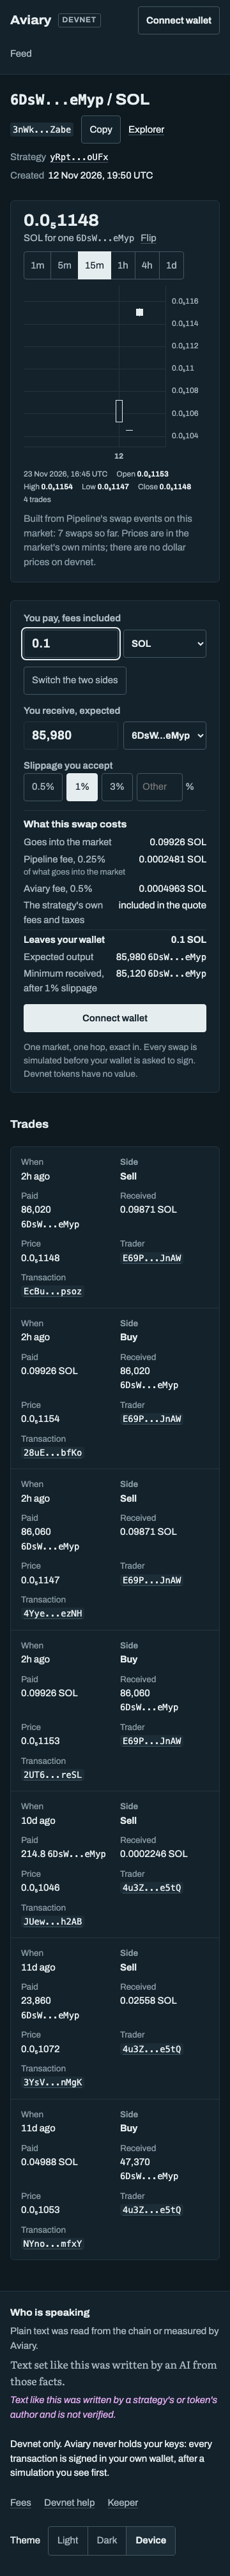 Aviary DEVNET Connect wallet
Feed
6DsW...eMyp / SOL
3nWk...Zabe Copy Explorer
Strategy yRpt...oUFx
Created 12 Nov 2026, 19:50 UTC
0.0₅1148
SOL for one 6DsW...eMyp Flip
1m 5m 15m 1h 4h 1d
0.0₅116
0.0₅114
0.0₅112
0.0₅11
0.0₅108
0.0₅106
0.0₅104
12
23 Nov 2026, 16:45 UTC Open 0.0₅1153
High 0.0₅1154 Low 0.0₅1147 Close 0.0₅1148
4 trades
Built from Pipeline's swap events on this
market: 7 swaps so far. Prices are in the
market's own mints; there are no dollar
prices on devnet.
You pay, fees included
0.1 SOL
Switch the two sides
You receive, expected
85,980 6DsW...eMyp
Slippage you accept
0.5% 1% 3% Other %
What this swap costs
Goes into the market 0.09926 SOL
Pipeline fee, 0.25% 0.0002481 SOL
of what goes into the market
Aviary fee, 0.5% 0.0004963 SOL
The strategy's own included in the quote
fees and taxes
Leaves your wallet 0.1 SOL
Expected output 85,980 6DsW...eMyp
Minimum received, 85,120 6DsW...eMyp
after 1% slippage
Connect wallet
One market, one hop, exact in. Every swap is
simulated before your wallet is asked to sign.
Devnet tokens have no value.
Trades
When Side
2h ago Sell
Paid Received
86,020 0.09871 SOL
6DsW...eMyp
Price Trader
0.0₅1148 E69P...JnAW
Transaction
EcBu...psoz
When Side
2h ago Buy
Paid Received
0.09926 SOL 86,020
6DsW...eMyp
Price Trader
0.0₅1154 E69P...JnAW
Transaction
28uE...bfKo
When Side
2h ago Sell
Paid Received
86,060 0.09871 SOL
6DsW...eMyp
Price Trader
0.0₅1147 E69P...JnAW
Transaction
4Yye...ezNH
When Side
2h ago Buy
Paid Received
0.09926 SOL 86,060
6DsW...eMyp
Price Trader
0.0₅1153 E69P...JnAW
Transaction
2UT6...reSL
When Side
10d ago Sell
Paid Received
214.8 6DsW...eMyp 0.0002246 SOL
Price Trader
0.0₅1046 4u3Z...e5tQ
Transaction
JUew...h2AB
When Side
11d ago Sell
Paid Received
23,860 0.02558 SOL
6DsW...eMyp
Price Trader
0.0₅1072 4u3Z...e5tQ
Transaction
3YsV...nMgK
When Side
11d ago Buy
Paid Received
0.04988 SOL 47,370
6DsW...eMyp
Price Trader
0.0₅1053 4u3Z...e5tQ
Transaction
NYno...mfxY
Who is speaking
Plain text was read from the chain or measured by
Aviary.
Text set like this was written by an AI from
those facts.
Text like this was written by a strategy's or token's
author and is not verified.
Devnet only. Aviary never holds your keys: every
transaction is signed in your own wallet, after a
simulation you see first.
Fees Devnet help Keeper
Theme Light Dark Device